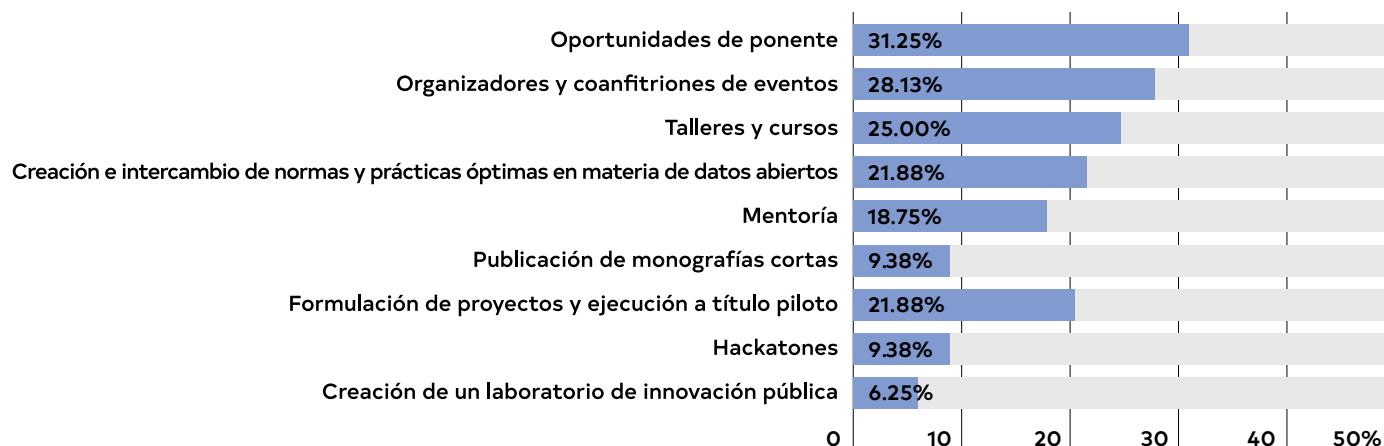 Oportunidades de ponente 31.25%
Organizadores y coanfitriones de eventos 28.13%
Talleres y cursos 25.00%
Creación e intercambio de normas y prácticas óptimas en materia de datos abiertos 21.88%
Mentoría 18.75%
Publicación de monografías cortas 9.38%
Formulación de proyectos y ejecución a título piloto 21.88%
Hackatones 9.38%
Creación de un laboratorio de innovación pública 6.25%
0 10 20 30 40 50%